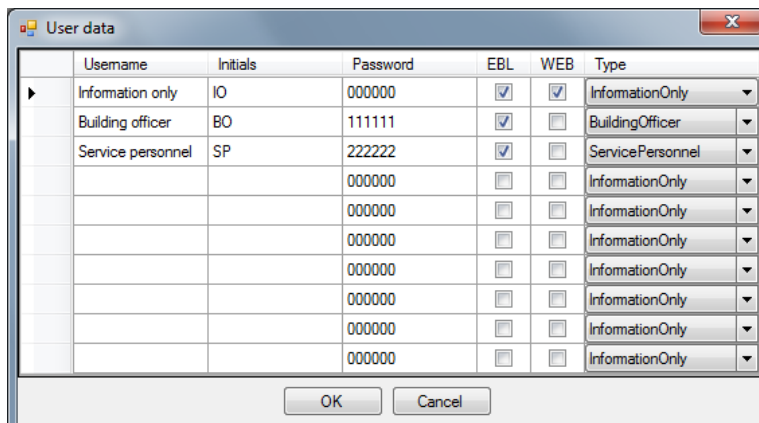 User data
Username Initials Password EBL WEB Type
Information only IO 000000 InformationOnly
Building officer BO 111111 BuildingOfficer
Service personnel SP 222222 ServicePersonnel
000000 InformationOnly
000000 InformationOnly
000000 InformationOnly
000000 InformationOnly
000000 InformationOnly
000000 InformationOnly
000000 InformationOnly
OK Cancel